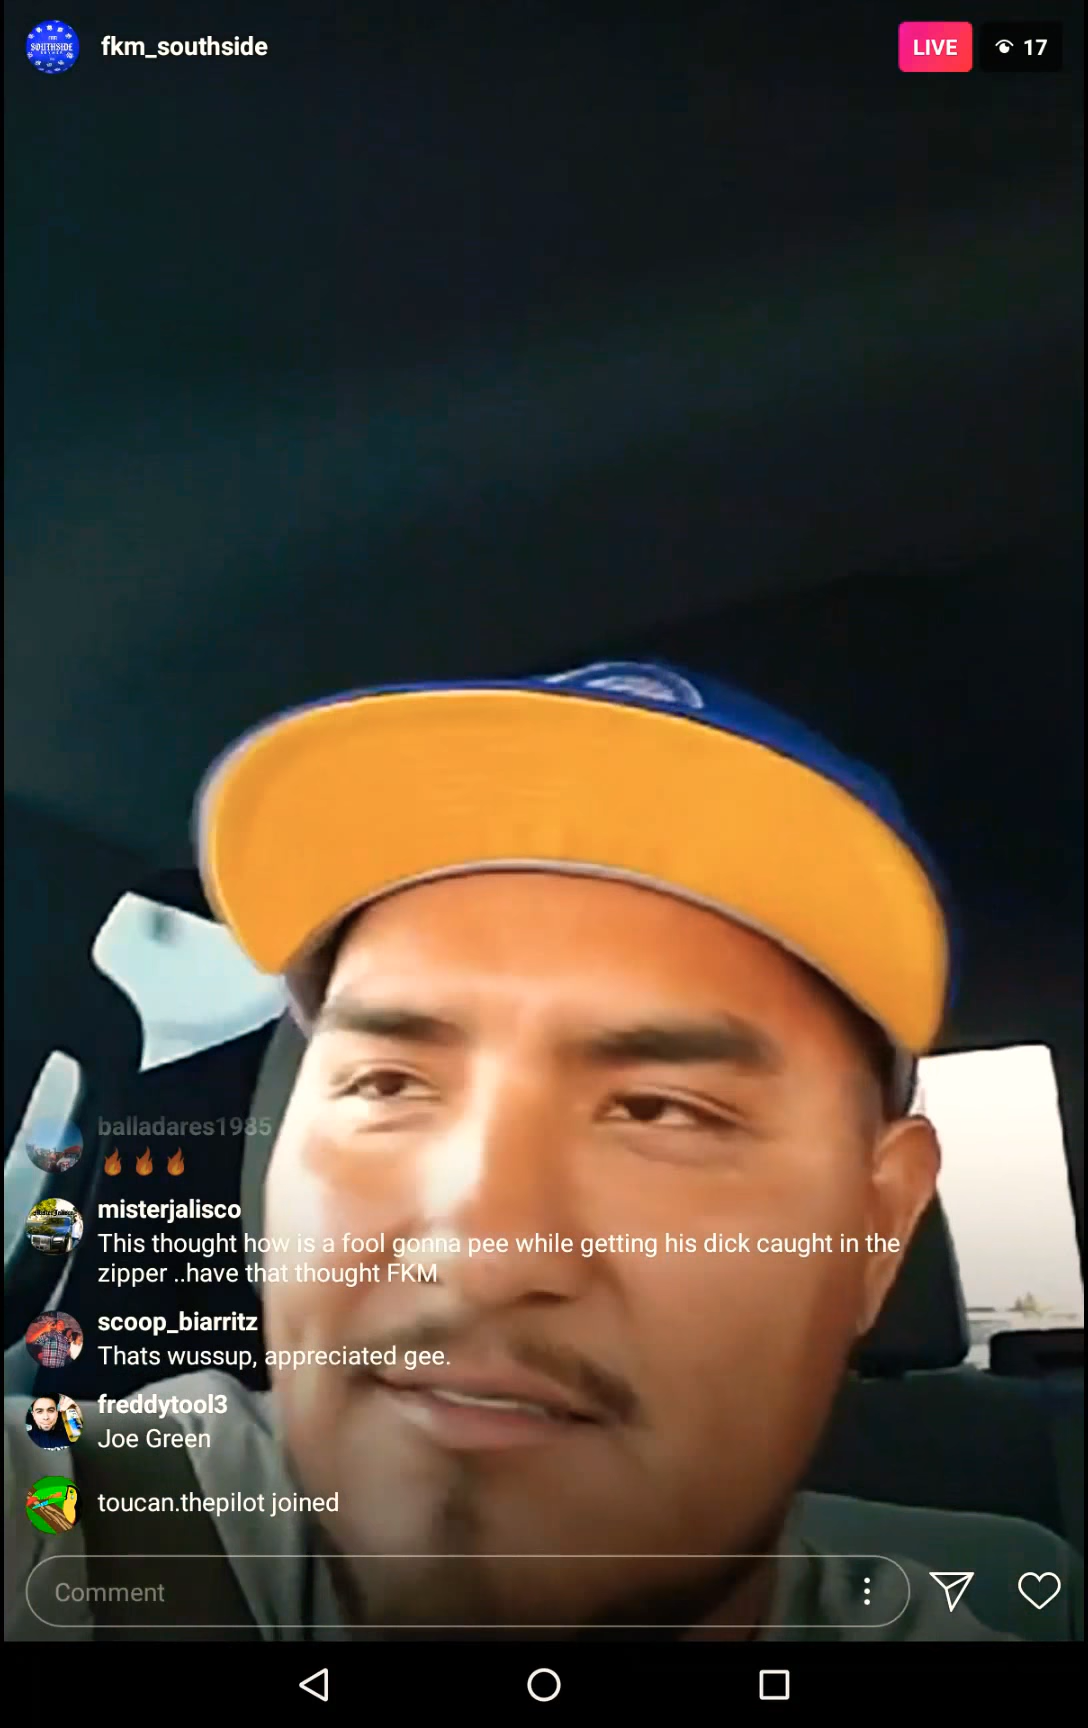 SOUTHSIDE
fkm_southside
LIVE
17
balladares1985
🔥 🔥 🔥
misterjalisco
This thought how is a fool gonna pee while getting his dick caught in the
zipper ..have that thought FKM
scoop_biarritz
Thats wussup, appreciated gee.
freddytool3
Joe Green
toucan.thepilot joined
Comment